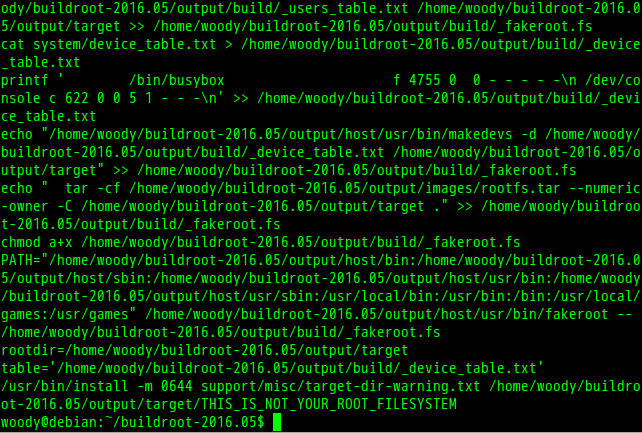 ody/buildroot-2016.05/output/build/_users_table.txt /home/woody/buildroot-2016.0
5/output/target >> /home/woody/buildroot-2016.05/output/build/_fakeroot.fs
cat system/device_table.txt > /home/woody/buildroot-2016.05/output/build/_device
_table.txt
printf '        /bin/busybox                     f 4755 0  0 - - - - -\n /dev/co
nsole c 622 0 0 5 1 - - -\n' >> /home/woody/buildroot-2016.05/output/build/_devi
ce_table.txt
echo "/home/woody/buildroot-2016.05/output/host/usr/bin/makedevs -d /home/woody/
buildroot-2016.05/output/build/_device_table.txt /home/woody/buildroot-2016.05/o
utput/target" >> /home/woody/buildroot-2016.05/output/build/_fakeroot.fs
echo "  tar -cf /home/woody/buildroot-2016.05/output/images/rootfs.tar --numeric
-owner -C /home/woody/buildroot-2016.05/output/target ." >> /home/woody/buildroo
t-2016.05/output/build/_fakeroot.fs
chmod a+x /home/woody/buildroot-2016.05/output/build/_fakeroot.fs
PATH="/home/woody/buildroot-2016.05/output/host/bin:/home/woody/buildroot-2016.0
5/output/host/sbin:/home/woody/buildroot-2016.05/output/host/usr/bin:/home/woody
/buildroot-2016.05/output/host/usr/sbin:/usr/local/bin:/usr/bin:/bin:/usr/local/
games:/usr/games" /home/woody/buildroot-2016.05/output/host/usr/bin/fakeroot --
/home/woody/buildroot-2016.05/output/build/_fakeroot.fs
rootdir=/home/woody/buildroot-2016.05/output/target
table='/home/woody/buildroot-2016.05/output/build/_device_table.txt'
/usr/bin/install -m 0644 support/misc/target-dir-warning.txt /home/woody/buildro
ot-2016.05/output/target/THIS_IS_NOT_YOUR_ROOT_FILESYSTEM
woody@debian:~/buildroot-2016.05$